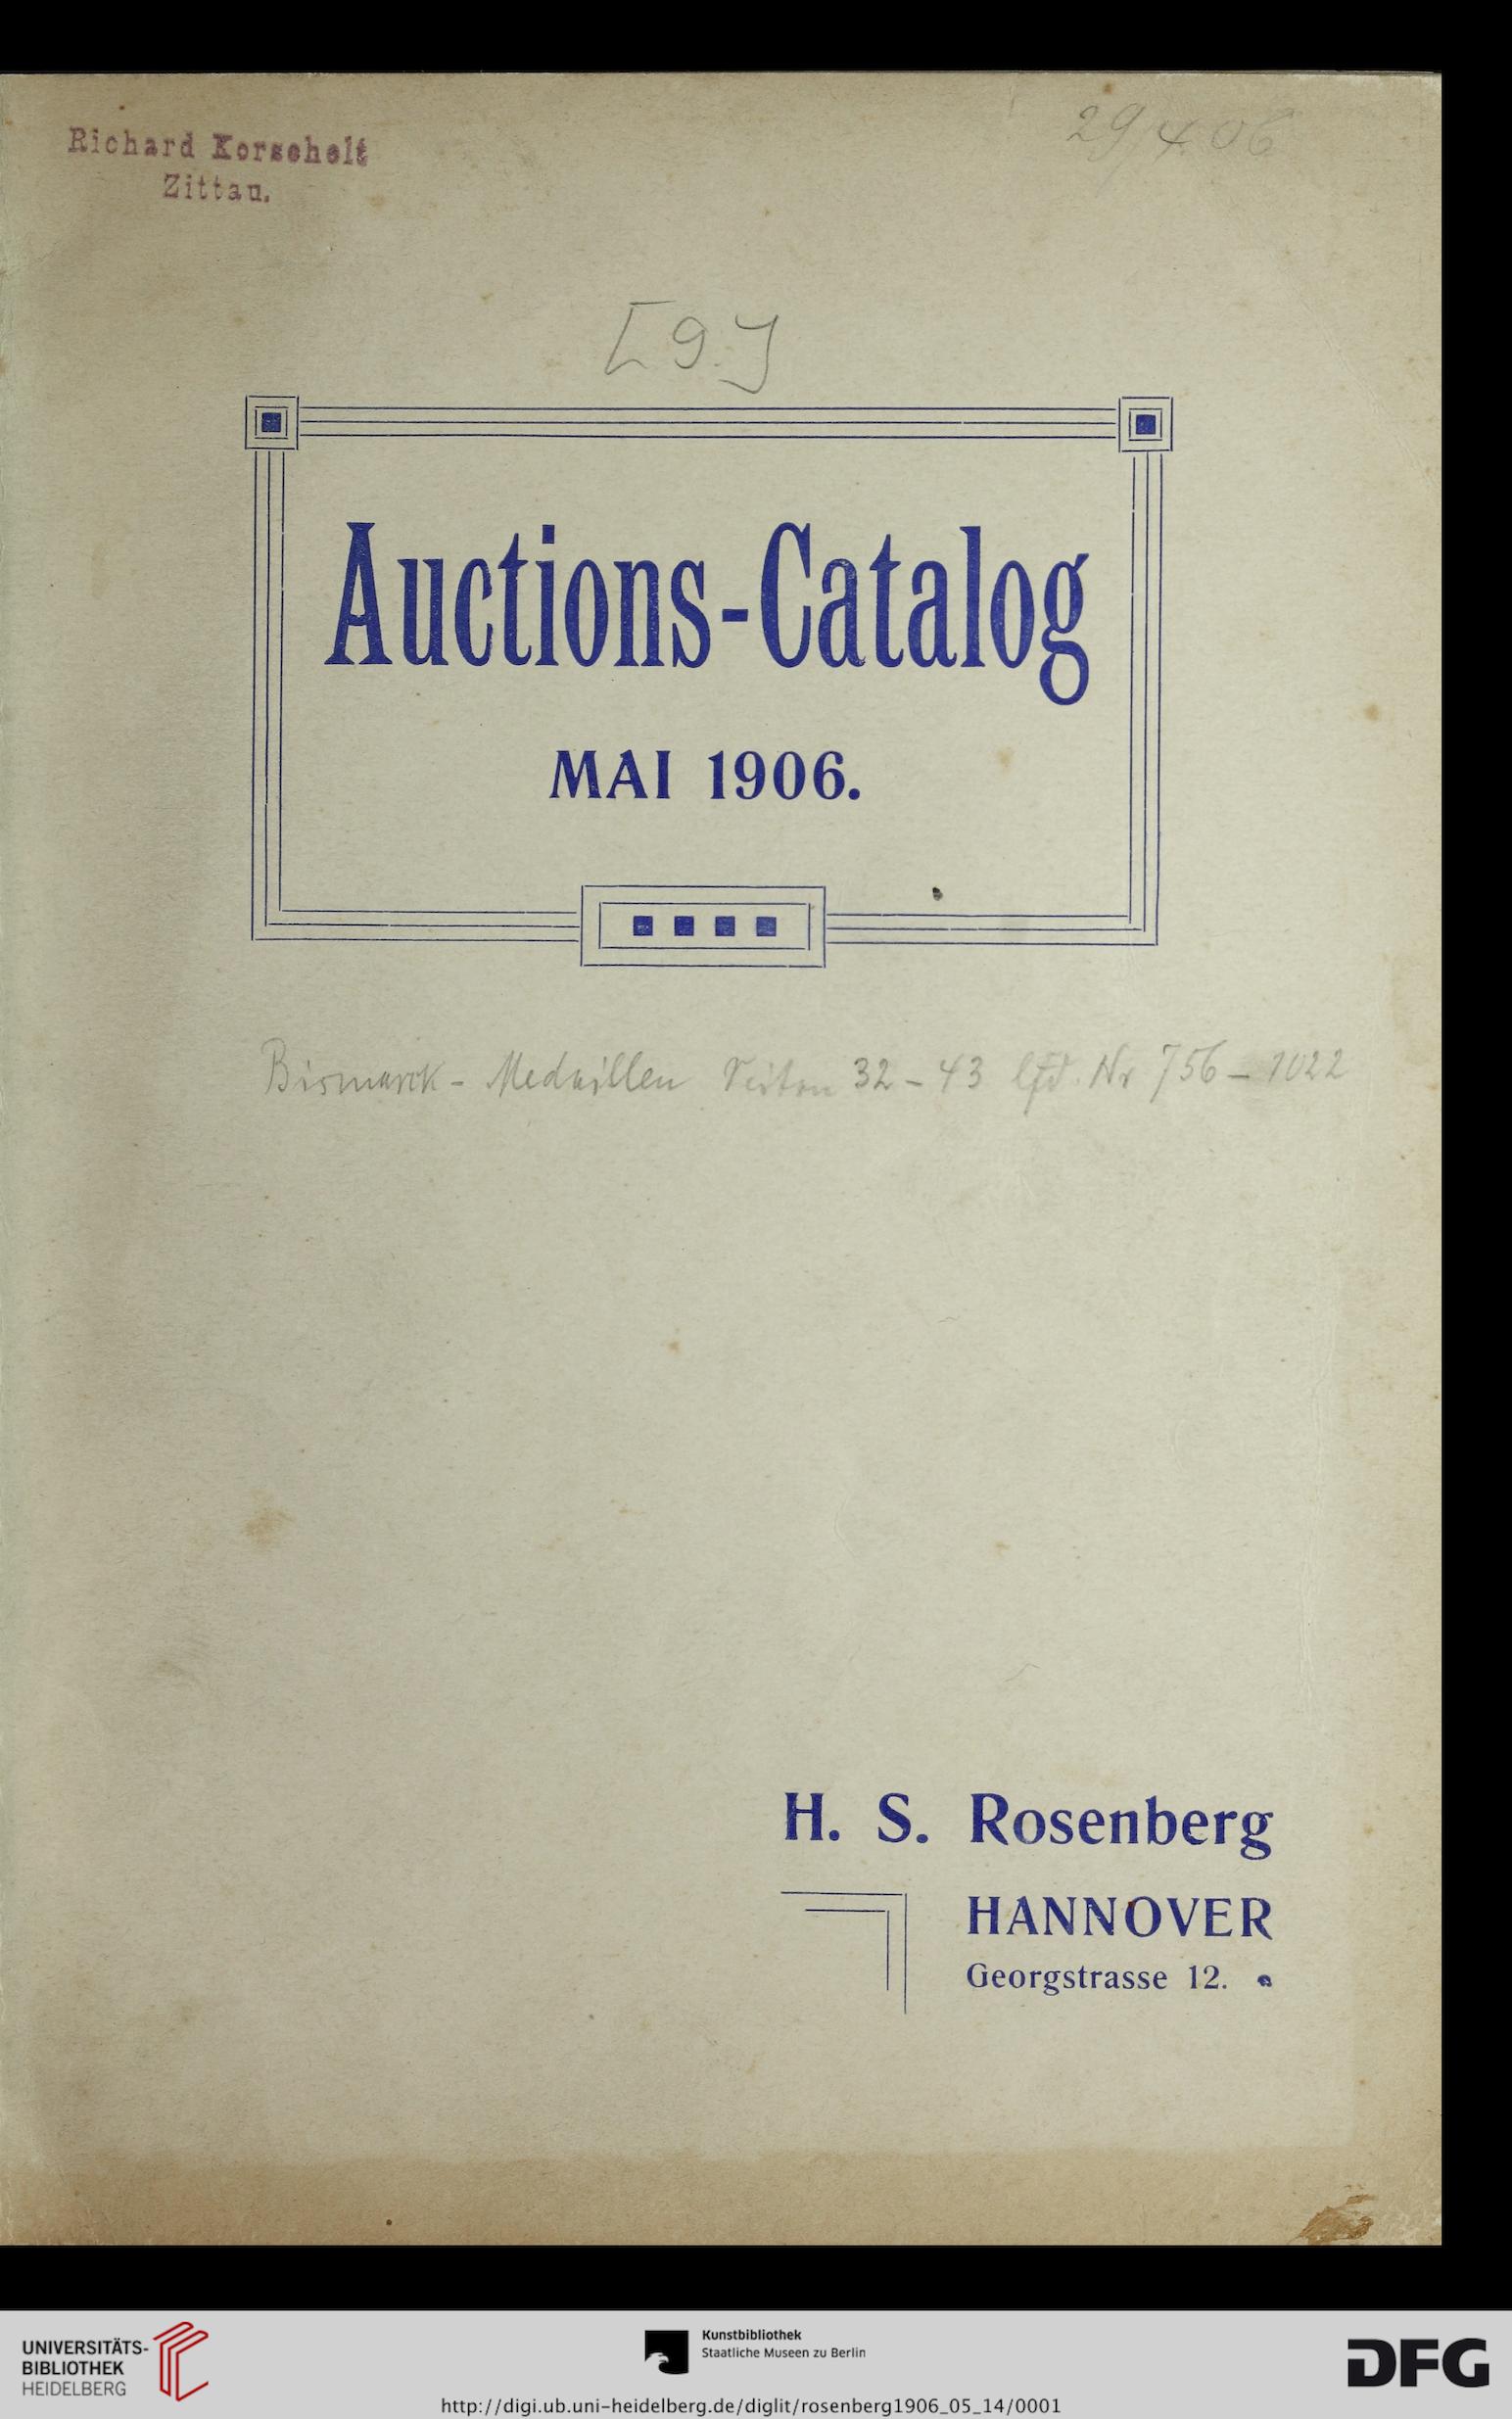 Richard Korschelt
Zittau.
29 4. 06
[9.]
Auctions-Catalog
MAI 1906.
Bismarck - Medaillen Seiten 32 - 43 lfd. Nr 756 - 1022
H. S. Rosenberg
HANNOVER
Georgstrasse 12.
UNIVERSITÄTS-
BIBLIOTHEK
HEIDELBERG
Kunstbibliothek
Staatliche Museen zu Berlin
DFG
http://digi.ub.uni-heidelberg.de/diglit/rosenberg1906_05_14/0001